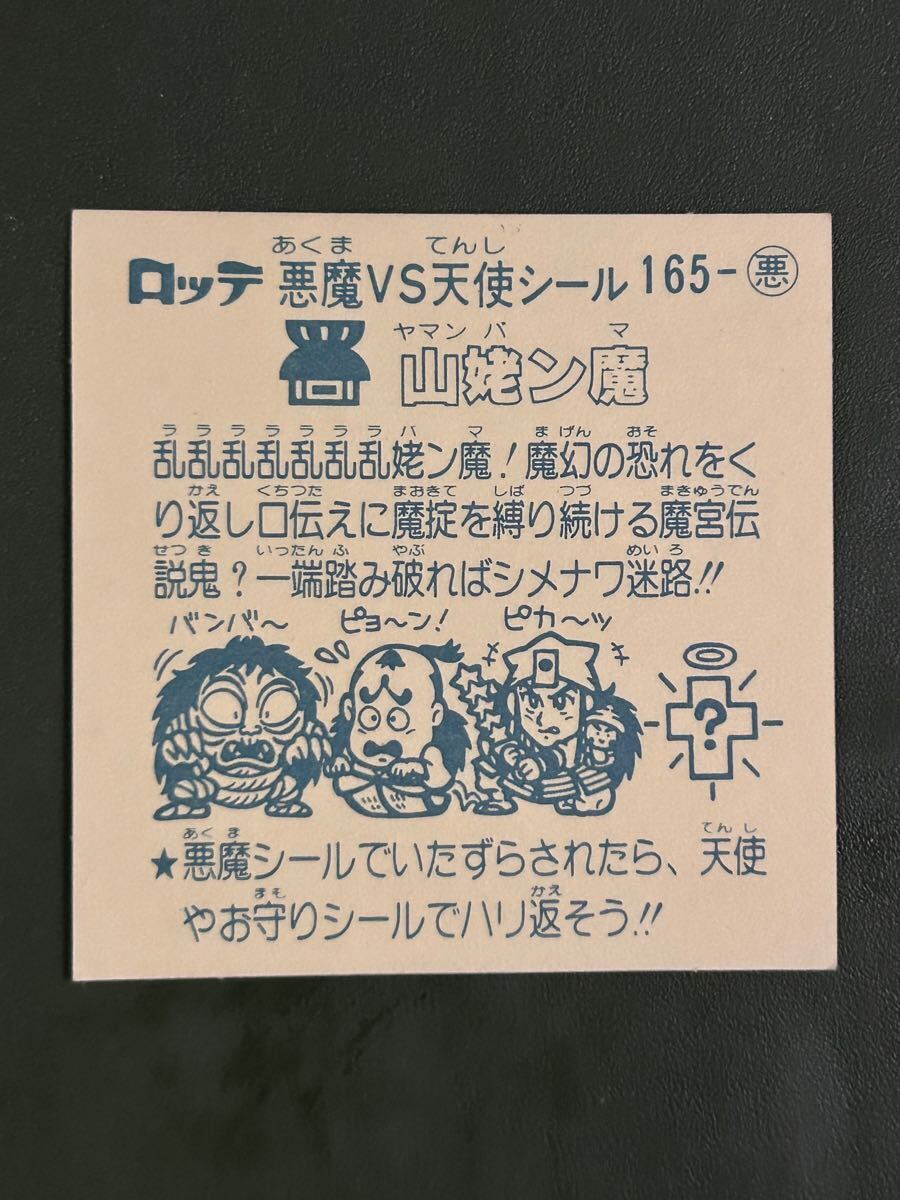 あくま てんし
ロッテ 悪魔VS天使シール 165-悪
ヤマンバ マ
山姥ン魔
ララララララララバ マ まげん おそ
乱乱乱乱乱乱乱姥ン魔!魔幻の恐れをく
かえ くちつた まおきて しば つづ まきゅうでん
り返し口伝えに魔掟を縛り続ける魔宮伝
せつき いったんふ やぶ めいろ
説鬼?一端踏み破ればシメナワ迷路!!
バンバ〜 ピョ〜ン! ピカ〜ッ
?
あくま てんし
★悪魔シールでいたずらされたら、天使
まも かえ
やお守りシールでハリ返そう!!